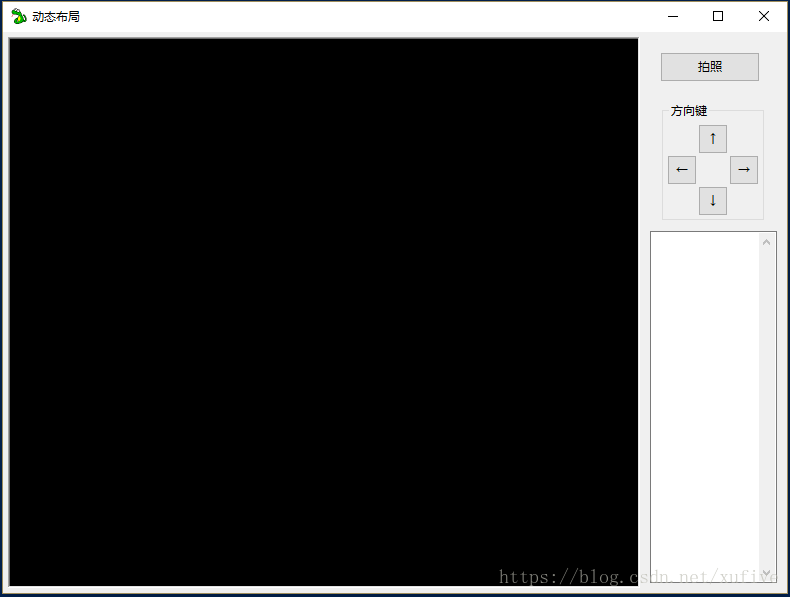 动态布局
拍照
方向键
↑
← →
↓
https://blog.csdn.net/xufive